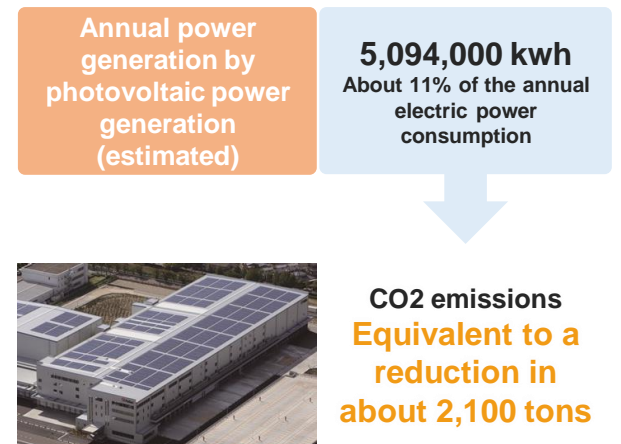 Annual power
generation by
photovoltaic power
generation
(estimated)
5,094,000 kwh
About 11% of the annual
electric power
consumption
CO2 emissions
Equivalent to a
reduction in
about 2,100 tons